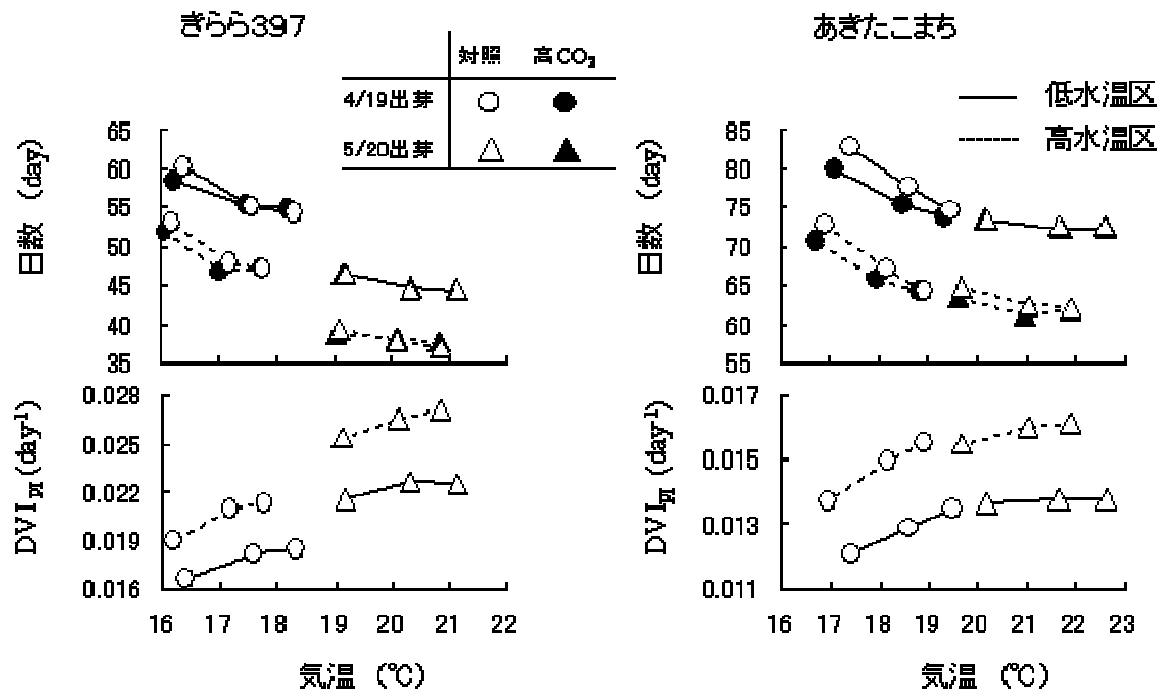 きらら397
あきたこまち
対照 高CO₂
4/19出芽
5/20出芽
低水温区
高水温区
日数 (day)
65
60
55
50
45
40
35
日数 (day)
85
80
75
70
65
60
55
DVI_PI (day⁻¹)
0.028
0.025
0.022
0.019
0.016
DVI_PI (day⁻¹)
0.017
0.015
0.013
0.011
16 17 18 19 20 21 22
16 17 18 19 20 21 22 23
気温 (℃)
気温 (℃)